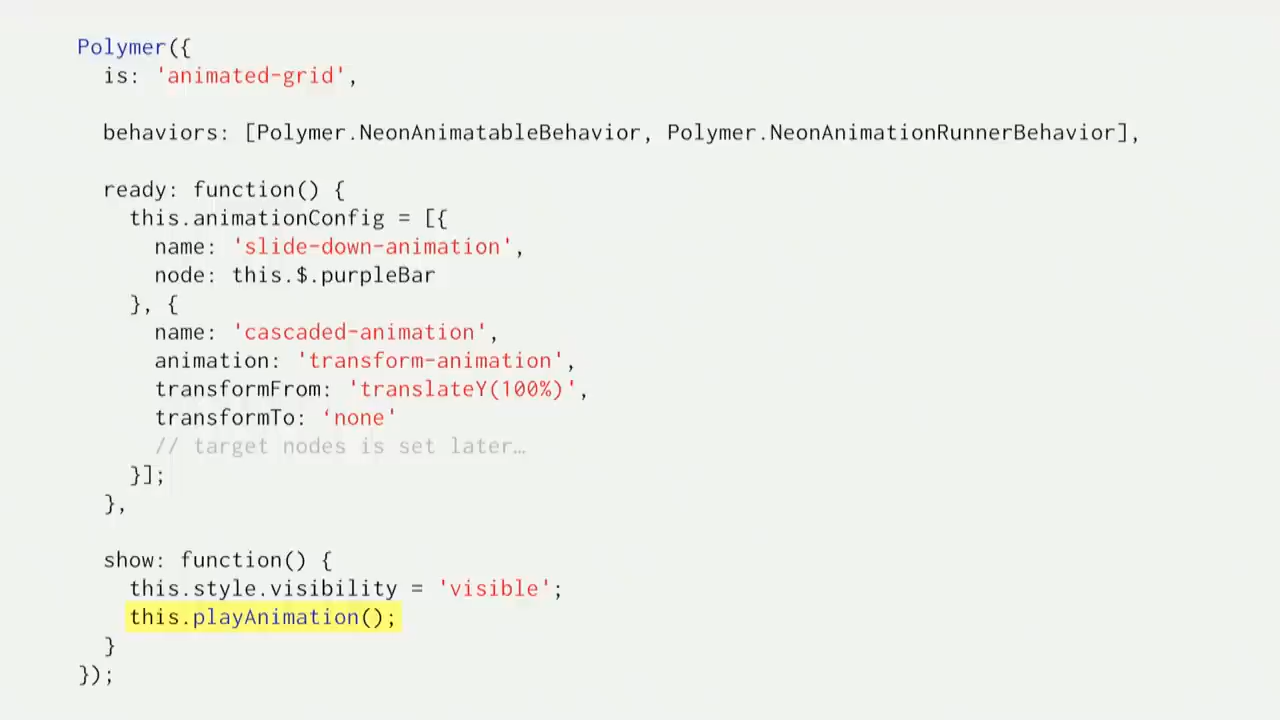 Polymer({
is: 'animated-grid',
behaviors: [Polymer.NeonAnimatableBehavior, Polymer.NeonAnimationRunnerBehavior],
ready: function() {
this.animationConfig = [{
name: 'slide-down-animation',
node: this.$.purpleBar
}, {
name: 'cascaded-animation',
animation: 'transform-animation',
transformFrom: 'translateY(100%)',
transformTo: ‘none'
// target nodes is set later…
}];
},
show: function() {
this.style.visibility = 'visible';
this.playAnimation();
}
});